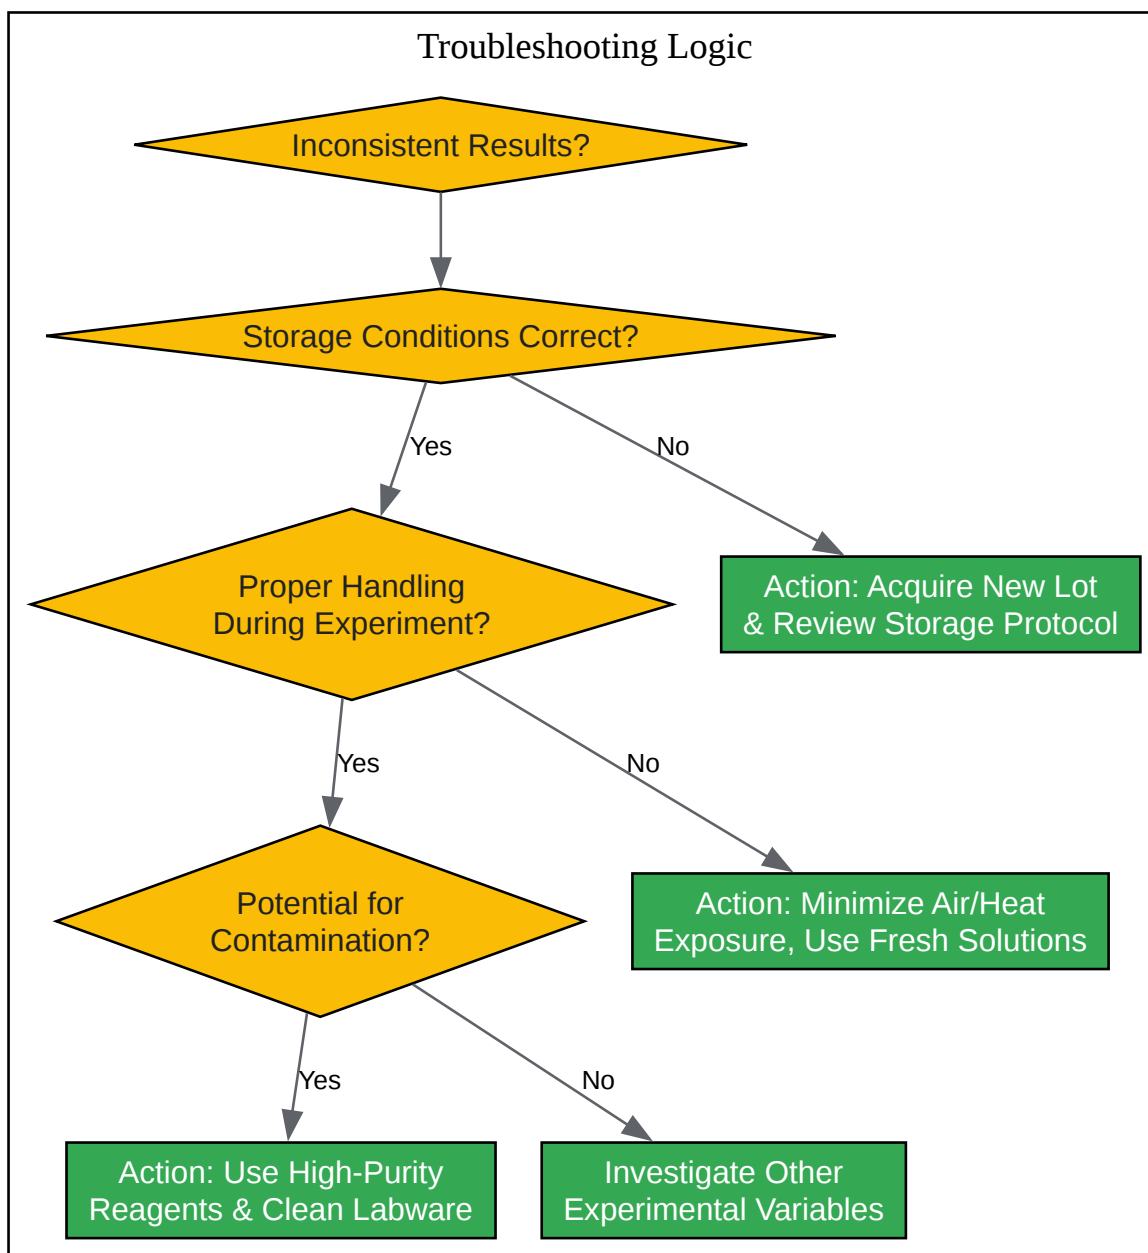 Troubleshooting Logic
Inconsistent Results?
Storage Conditions Correct?
Yes
No
Proper Handling
During Experiment?
Action: Acquire New Lot
& Review Storage Protocol
Yes
No
Potential for
Contamination?
Action: Minimize Air/Heat
Exposure, Use Fresh Solutions
Yes
No
Action: Use High-Purity
Reagents & Clean Labware
Investigate Other
Experimental Variables